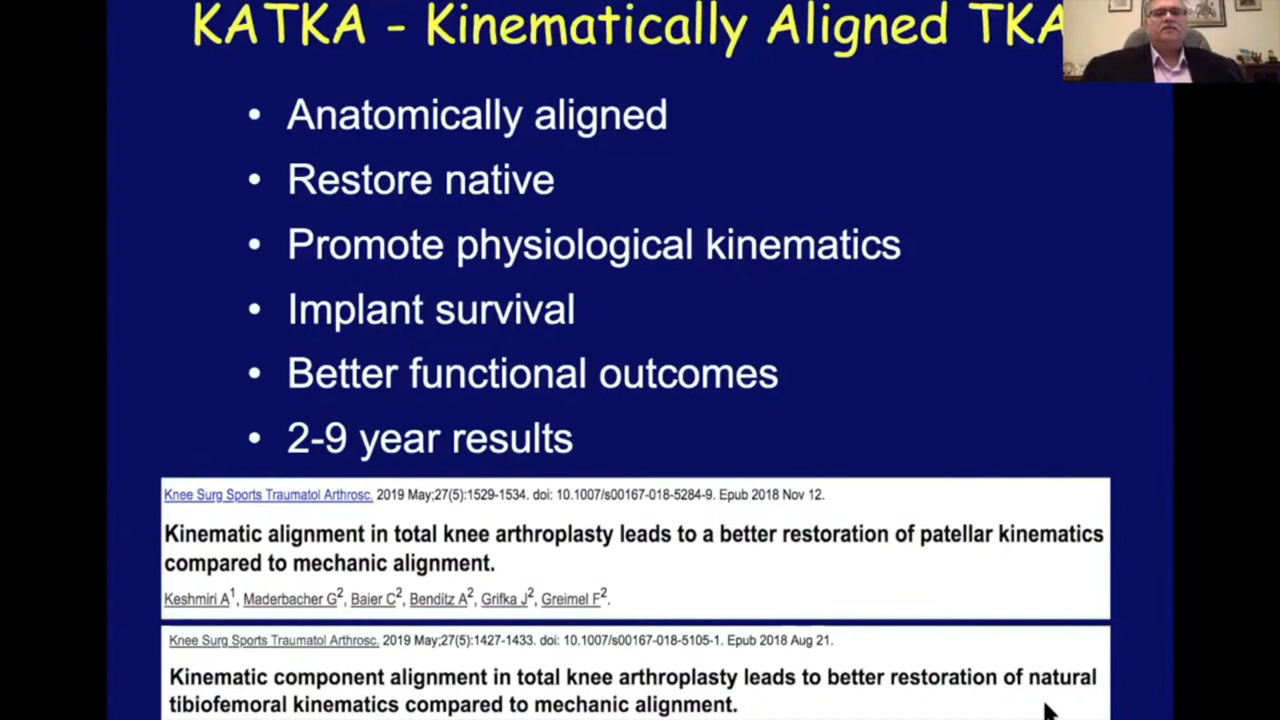 KATKA - Kinematically Aligned TKA
• Anatomically aligned
• Restore native
• Promote physiological kinematics
• Implant survival
• Better functional outcomes
• 2-9 year results
Knee Surg Sports Traumatol Arthrosc. 2019 May;27(5):1529-1534. doi: 10.1007/s00167-018-5284-9. Epub 2018 Nov 12.
Kinematic alignment in total knee arthroplasty leads to a better restoration of patellar kinematics
compared to mechanic alignment.
Keshmiri A1, Maderbacher G2, Baier C2, Benditz A2, Grifka J2, Greimel F2.
Knee Surg Sports Traumatol Arthrosc. 2019 May;27(5):1427-1433. doi: 10.1007/s00167-018-5105-1. Epub 2018 Aug 21.
Kinematic component alignment in total knee arthroplasty leads to better restoration of natural
tibiofemoral kinematics compared to mechanic alignment.